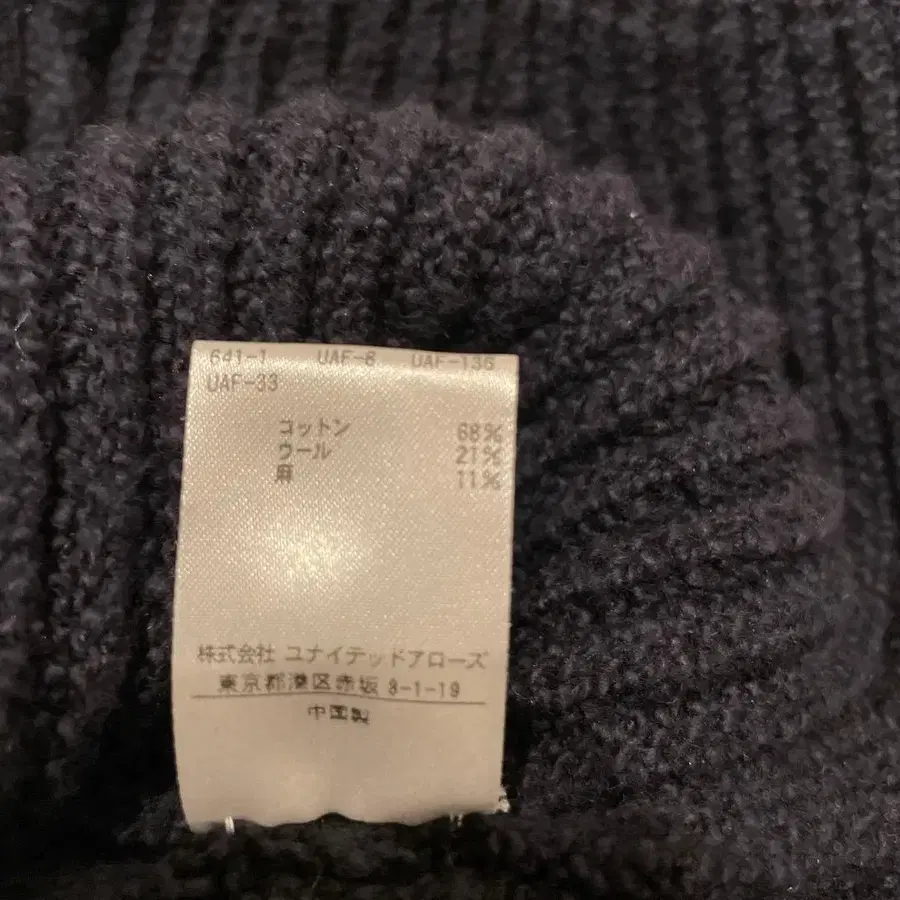 641-1 UAF-6 UAF-136
UAF-33
コットン 68%
ウール 21%
麻 11%
株式会社 ユナイテッドアローズ
東京都港区赤坂 8-1-19
中国製